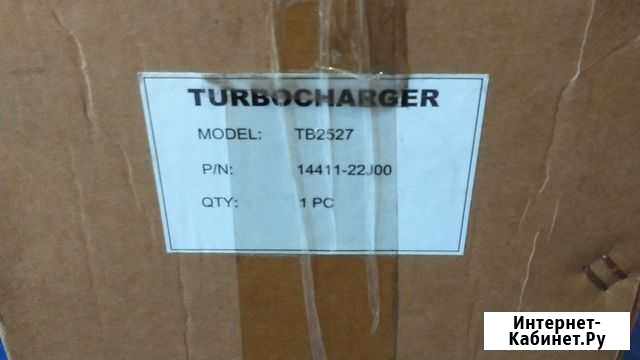 TURBOCHARGER
MODEL: TB2527
P/N: 14411-22J00
QTY: 1 PC
Интернет-
Кабинет.Ру